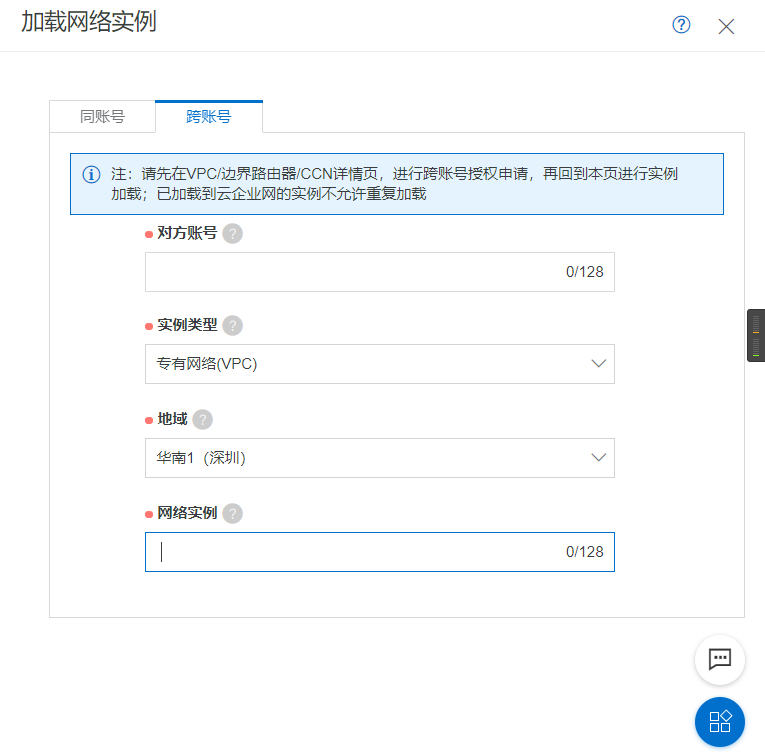 加载网络实例
同账号
跨账号
注：请先在VPC/边界路由器/CCN详情页，进行跨账号授权申请，再回到本页进行实例
加载；已加载到云企业网的实例不允许重复加载
对方账号
0/128
实例类型
专有网络(VPC)
地域
华南1（深圳）
网络实例
0/128